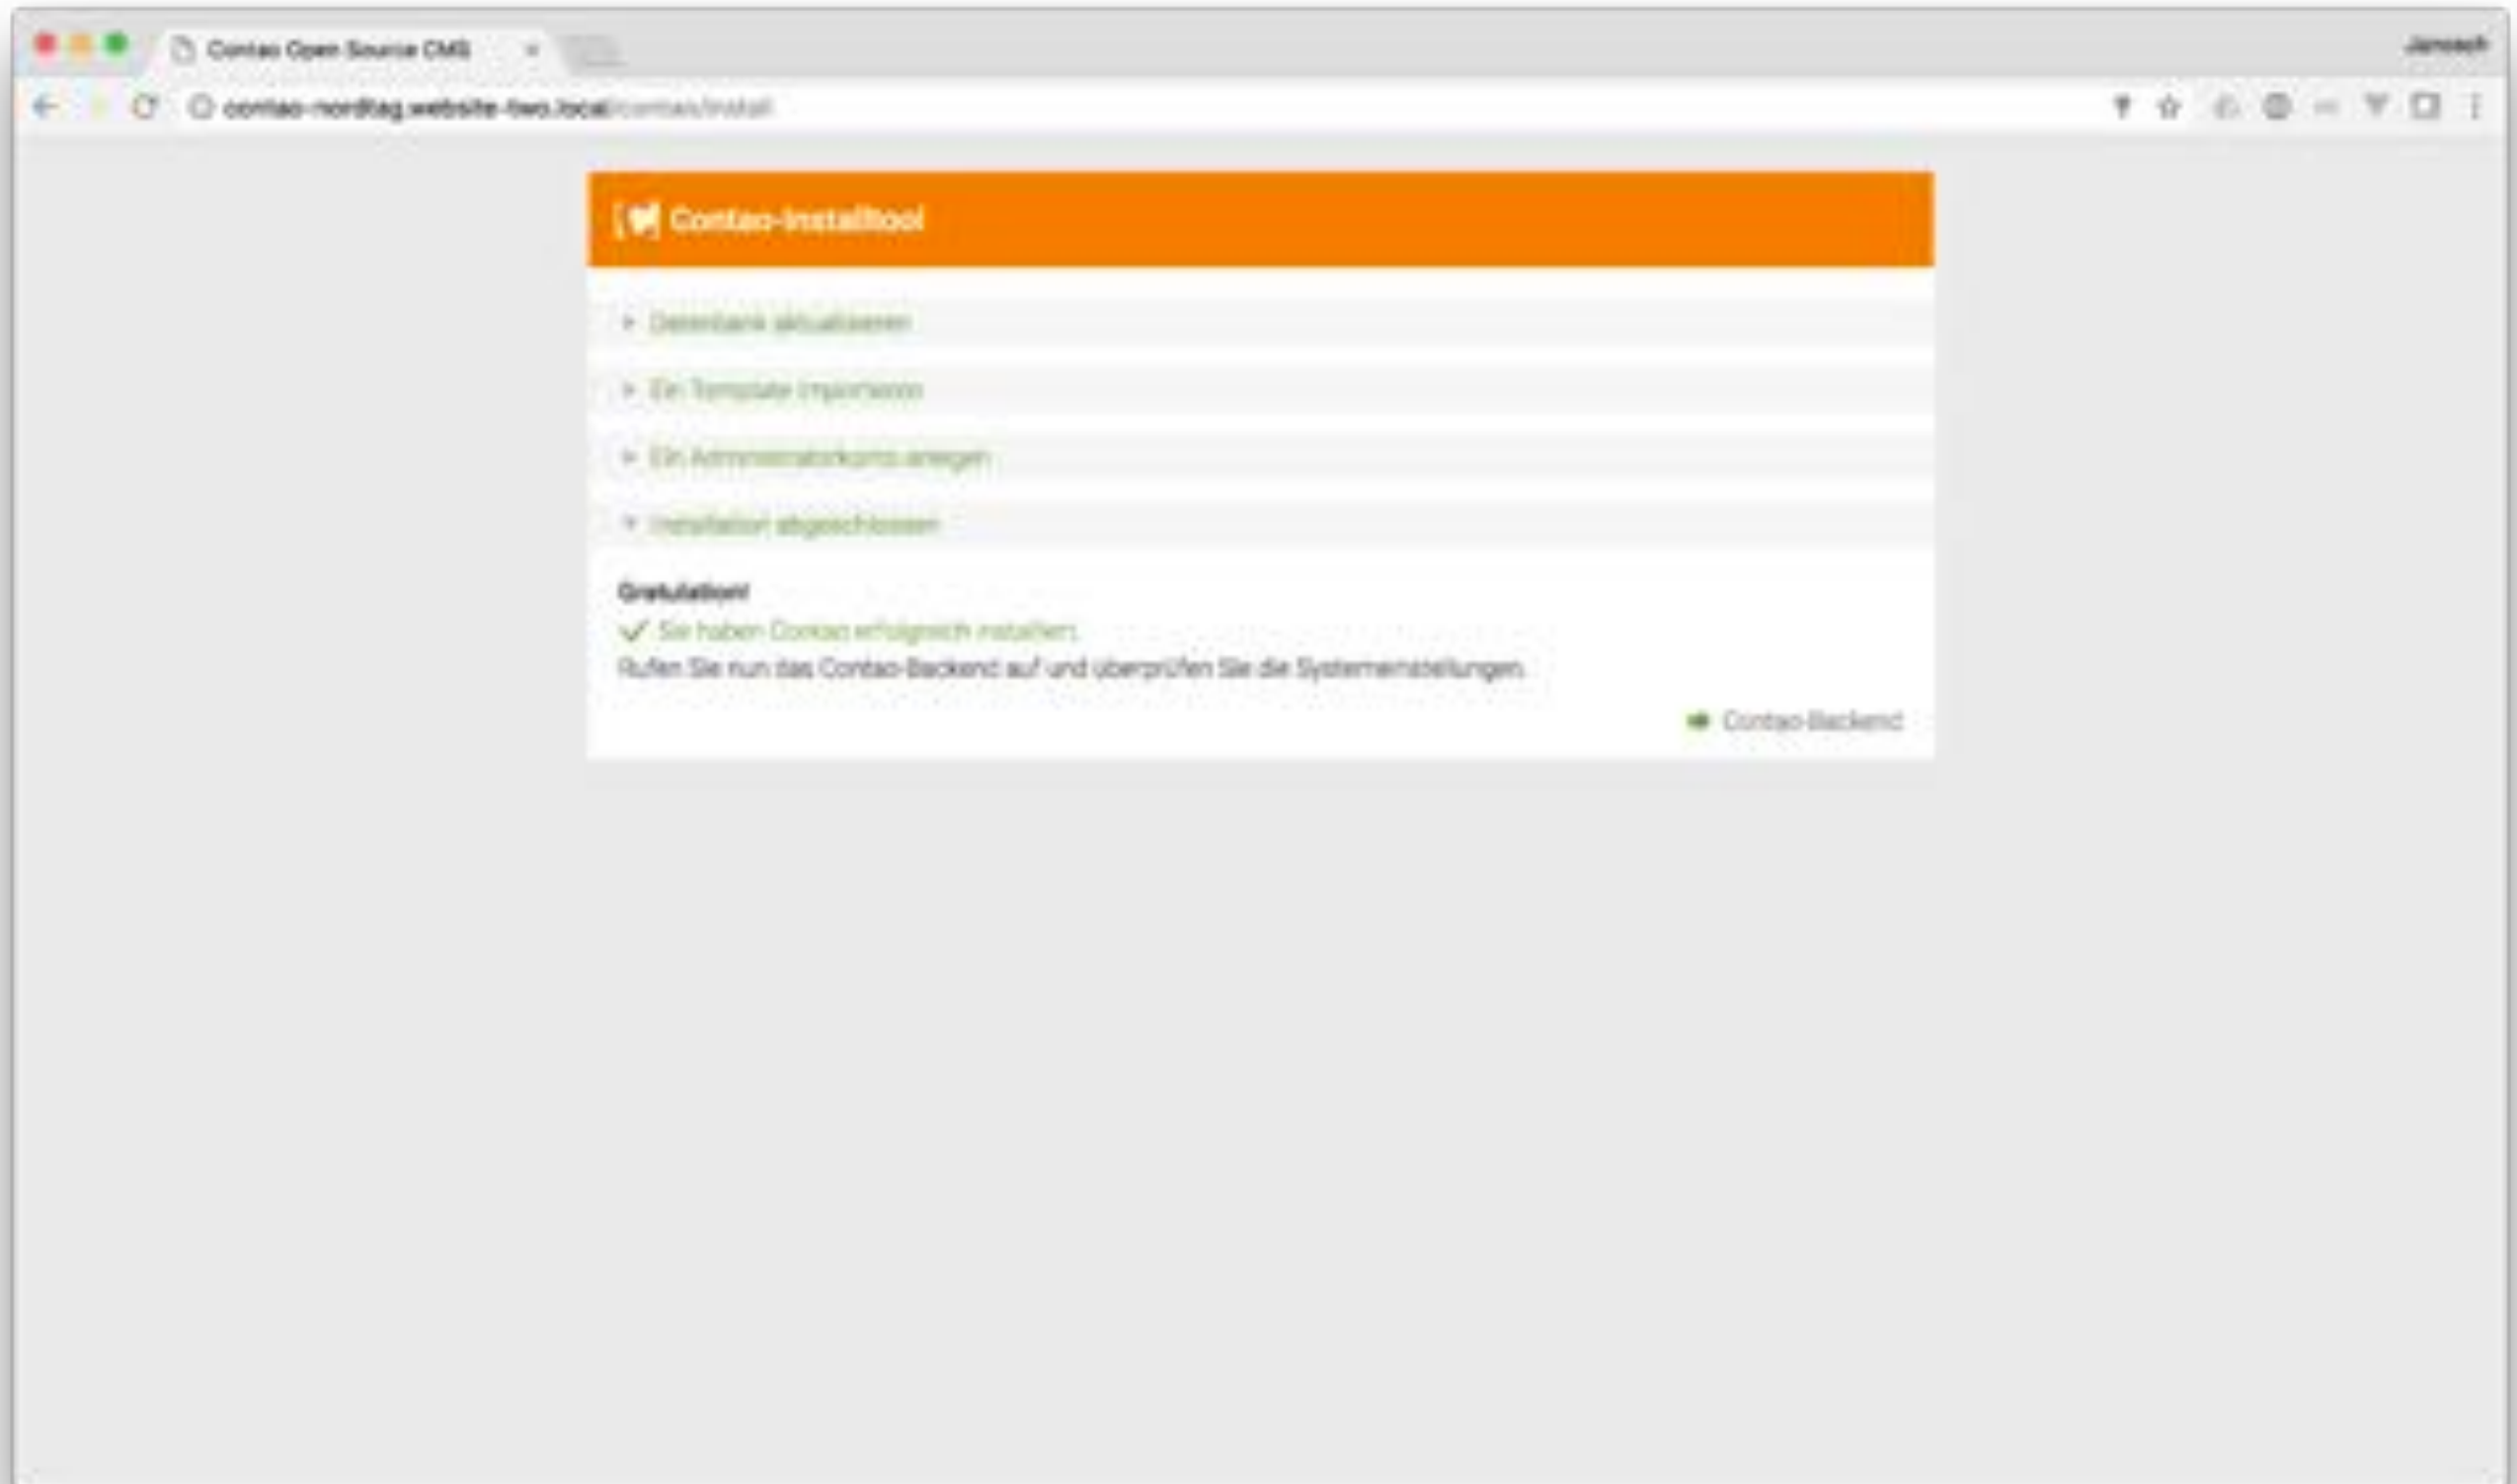 Contao Open Source CMS
Janosch
contao-nordtag.website-two.local/contao/install
Contao-Installtool
Datenbank aktualisieren
Ein Template importieren
Ein Administratorkonto anlegen
Installation abgeschlossen
Gratulation!
Sie haben Contao erfolgreich installiert.
Rufen Sie nun das Contao-Backend auf und überprüfen Sie die Systemeinstellungen.
Contao-Backend